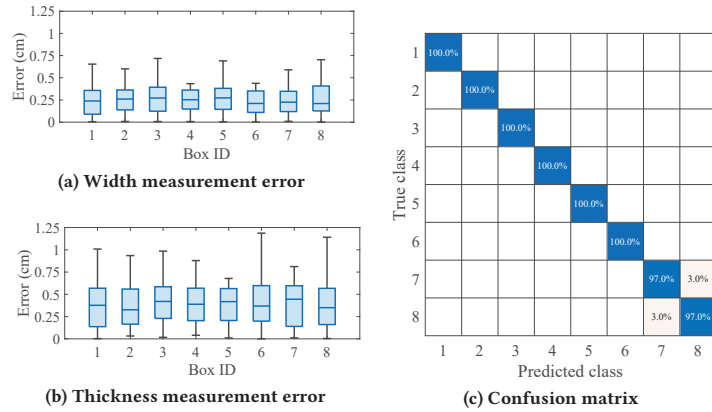 1.25
1
0.75
0.5
0.25
0
Error (cm)
1 2 3 4 5 6 7 8
Box ID
(a) Width measurement error
1.25
1
0.75
0.5
0.25
0
Error (cm)
1 2 3 4 5 6 7 8
Box ID
(b) Thickness measurement error
True class
1 100.0%
2 100.0%
3 100.0%
4 100.0%
5 100.0%
6 100.0%
7 97.0% 3.0%
8 3.0% 97.0%
1 2 3 4 5 6 7 8
Predicted class
(c) Confusion matrix